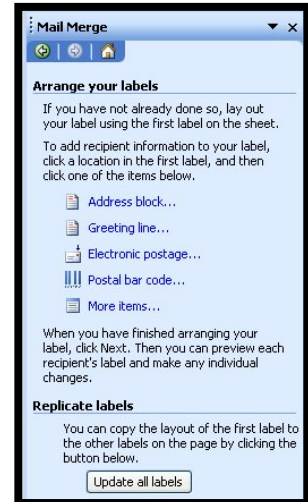 Mail Merge
Arrange your labels
If you have not already done so, lay out
your label using the first label on the sheet.
To add recipient information to your label,
click a location in the first label, and then
click one of the items below.
Address block...
Greeting line...
Electronic postage...
Postal bar code...
More items...
When you have finished arranging your
label, click Next. Then you can preview each
recipient's label and make any individual
changes.
Replicate labels
You can copy the layout of the first label to
the other labels on the page by clicking the
button below.
Update all labels